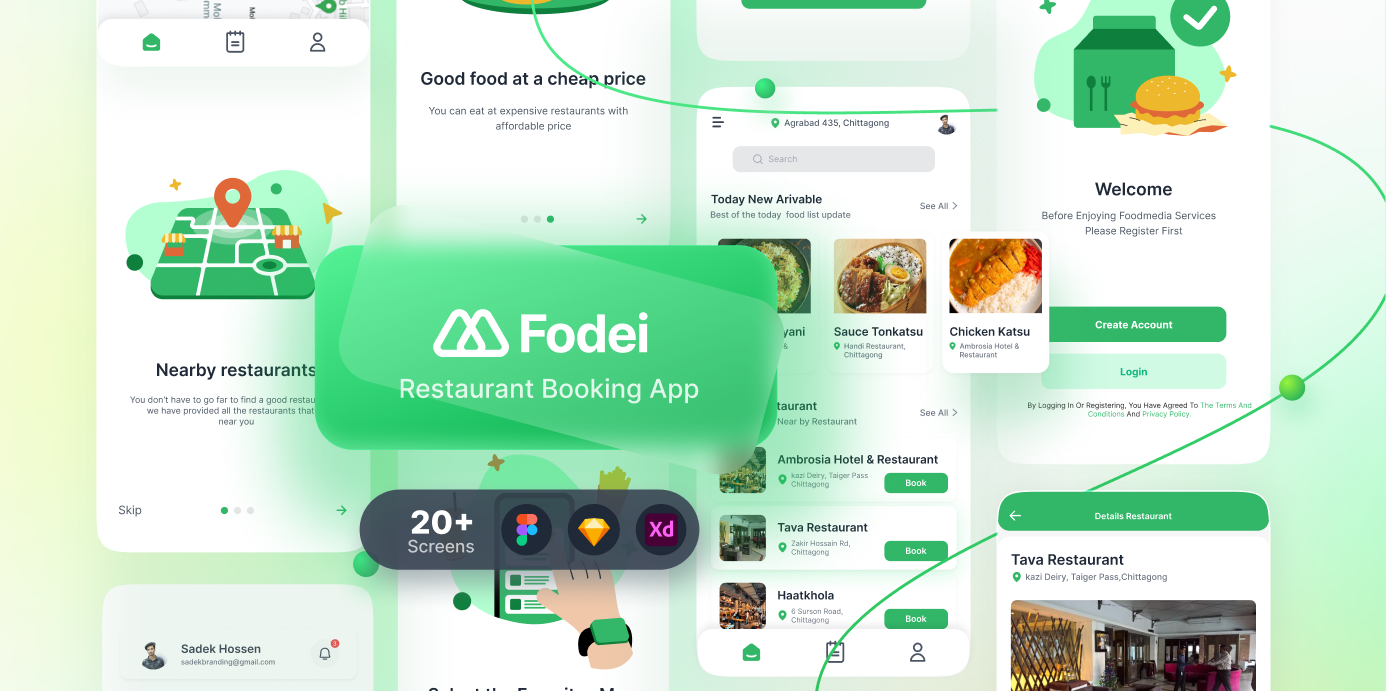 Good food at a cheap price
You can eat at expensive restaurants with
affordable price
Nearby restaurants
You don't have to go far to find a good
we have provided all the restaurants that
near you
Skip
Sadek Hossen
sadekbranding@gmail.com
3
Fodei
Restaurant Booking App
20+
Screens
Xd
Agrabad 435, Chittagong
Search
Today New Arivable
Best of the today food list update
See All
Sauce Tonkatsu
Handi Restaurant,
Chittagong
Chicken Katsu
Ambrosia Hotel &
Restaurant
See All
Near by Restaurant
Ambrosia Hotel & Restaurant
kazi Deiry, Taiger Pass
Chittagong
Book
Tava Restaurant
Zakir Hossain Rd,
Chittagong
Book
Haatkhola
6 Surson Road,
Chittagong
Book
Welcome
Before Enjoying Foodmedia Services
Please Register First
Create Account
Login
By Logging In Or Registering, You Have Agreed To The Terms And
Conditions And Privacy Policy.
Details Restaurant
Tava Restaurant
kazi Deiry, Taiger Pass,Chittagong